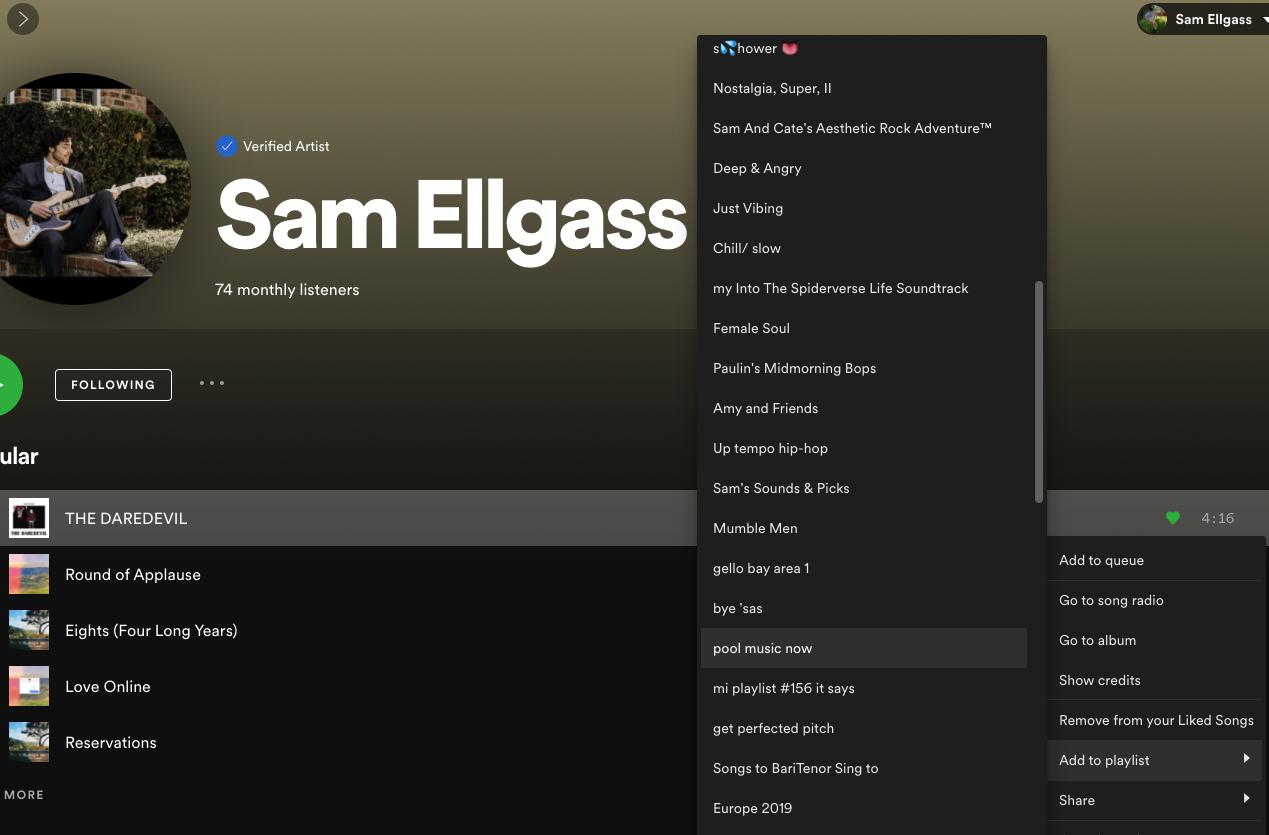 Sam Ellgass
Verified Artist
Sam Ellgass
74 monthly listeners
FOLLOWING
ular
THE DAREDEVIL
4:16
Round of Applause
Eights (Four Long Years)
Love Online
Reservations
MORE
s💦hower 👅
Nostalgia, Super, II
Sam And Cate's Aesthetic Rock Adventure™
Deep & Angry
Just Vibing
Chill/ slow
my Into The Spiderverse Life Soundtrack
Female Soul
Paulin's Midmorning Bops
Amy and Friends
Up tempo hip-hop
Sam's Sounds & Picks
Mumble Men
gello bay area 1
bye 'sas
pool music now
mi playlist #156 it says
get perfected pitch
Songs to BariTenor Sing to
Europe 2019
Add to queue
Go to song radio
Go to album
Show credits
Remove from your Liked Songs
Add to playlist
Share